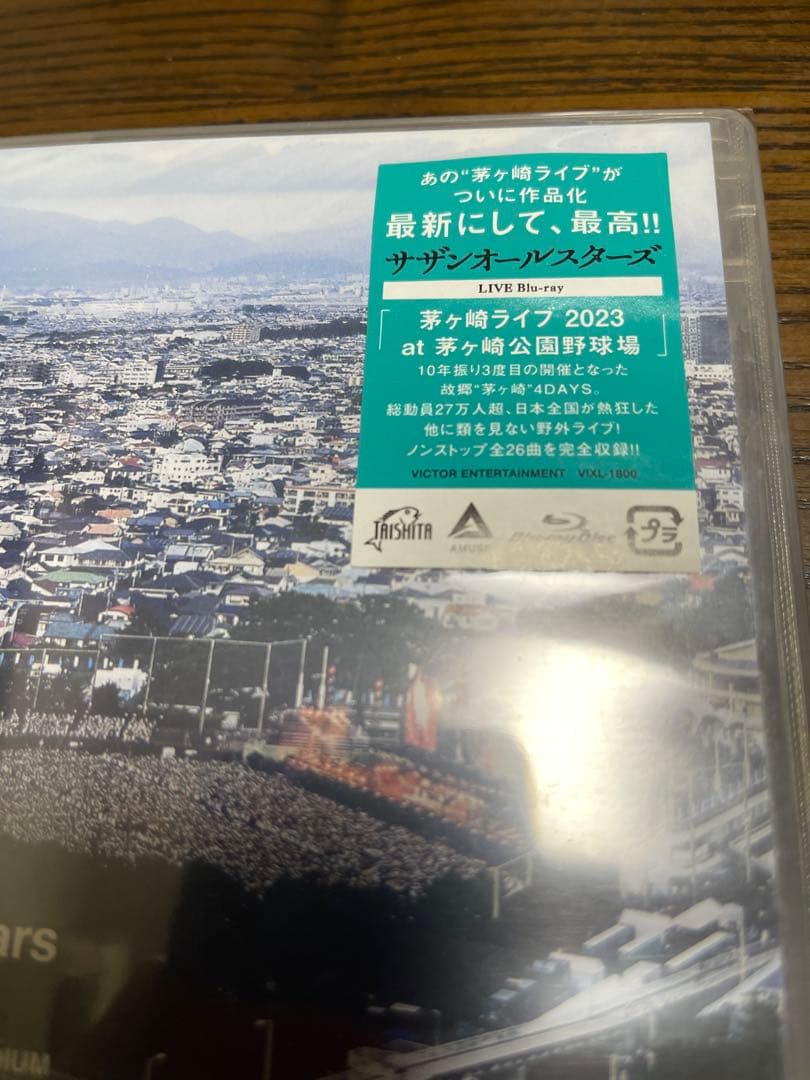 あの“茅ヶ崎ライブ”が
ついに作品化
最新にして、最高!!
サザンオールスターズ
LIVE Blu-ray
「茅ヶ崎ライブ 2023
at 茅ヶ崎公園野球場」
10年振り3度目の開催となった
故郷“茅ヶ崎”4DAYS。
総動員27万人超、日本全国が熱狂した
他に類を見ない野外ライブ!
ノンストップ全26曲を完全収録!!
VICTOR ENTERTAINMENT VIXL-1800
TAISHITA
AMUSE
Blu-ray Disc
プラ
ars
DIUM